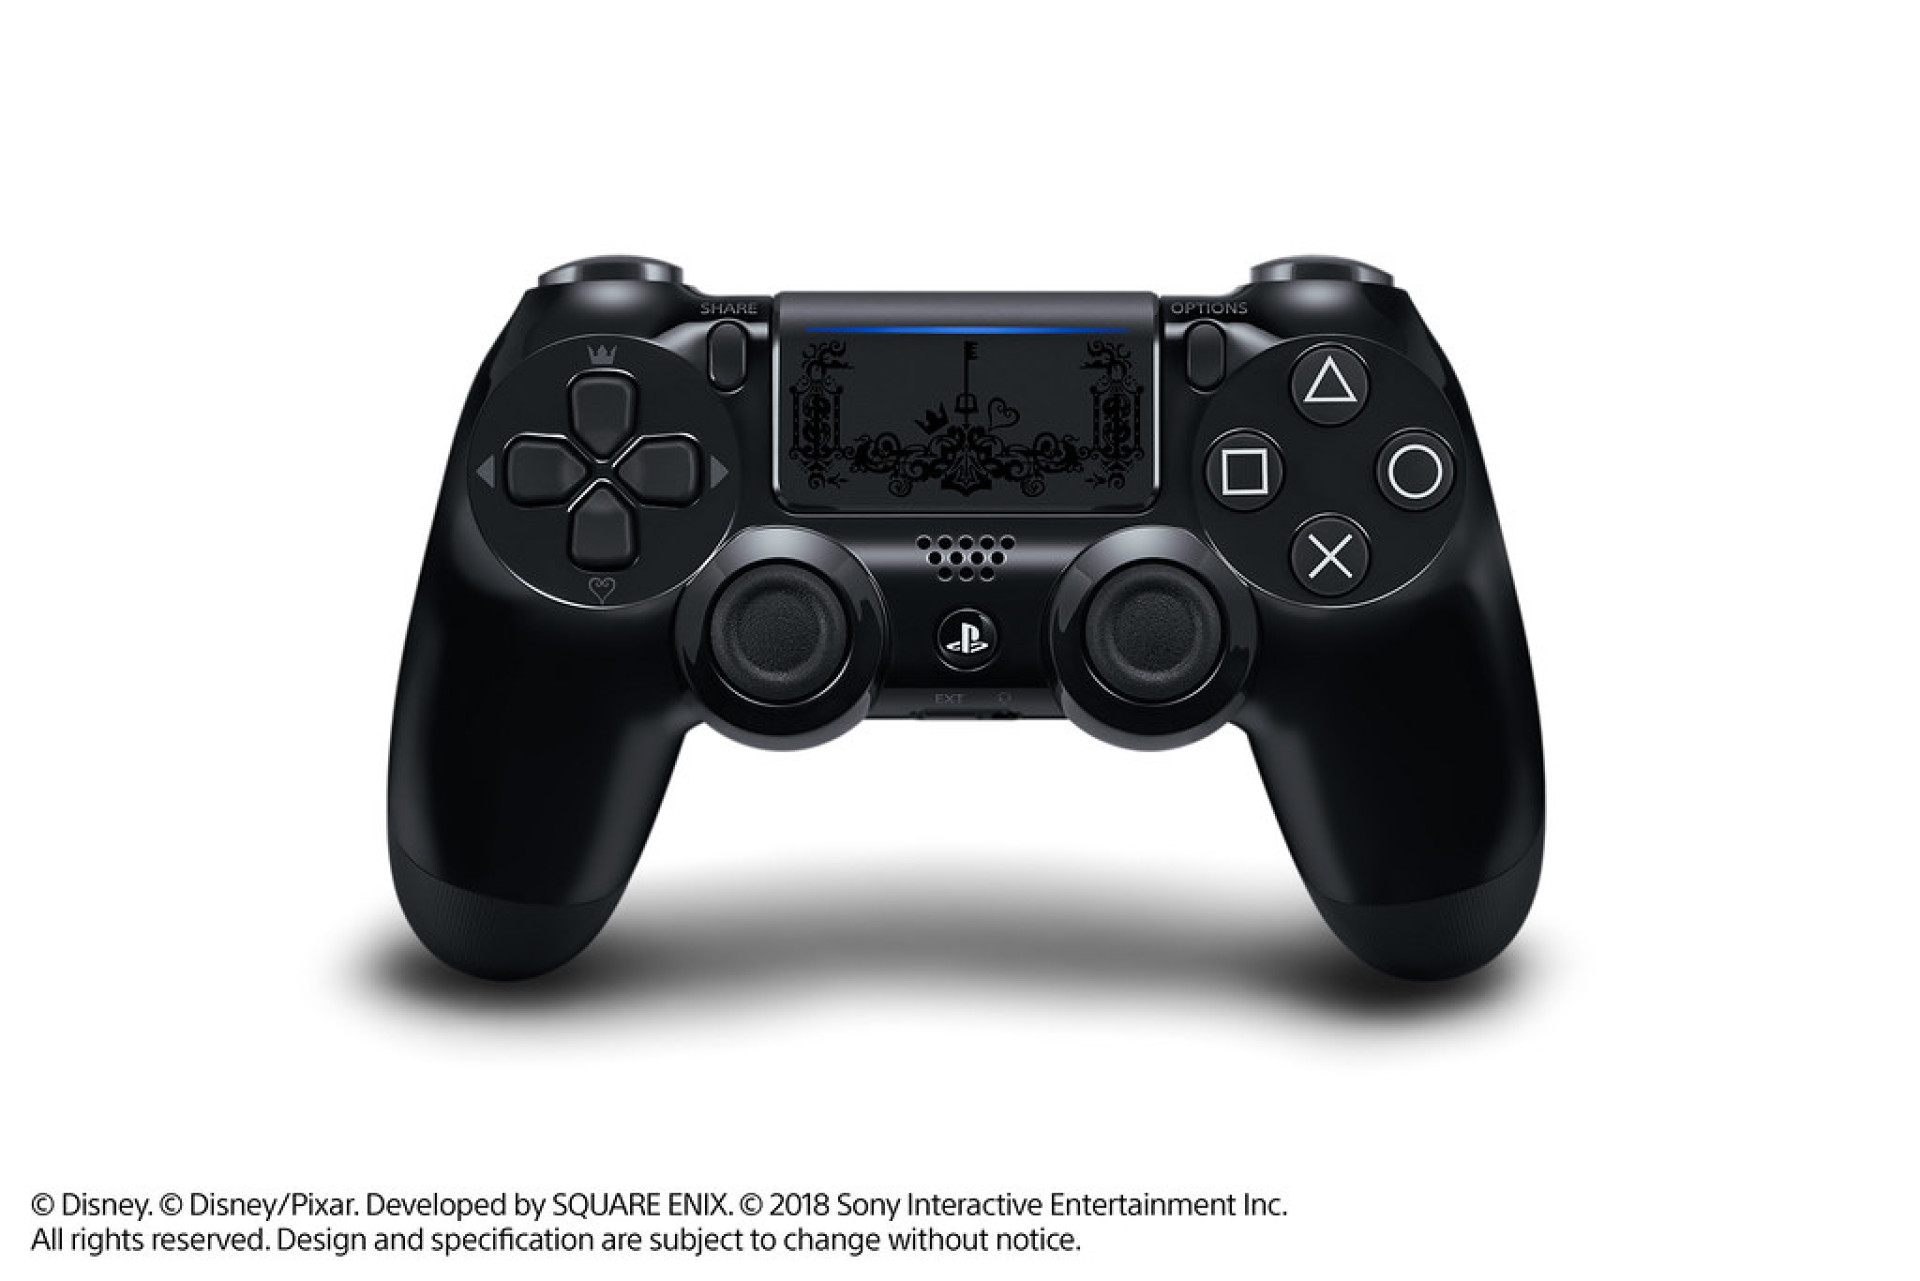 SHARE
OPTIONS
EXT
© Disney. © Disney/Pixar. Developed by SQUARE ENIX. © 2018 Sony Interactive Entertainment Inc.
All rights reserved. Design and specification are subject to change without notice.